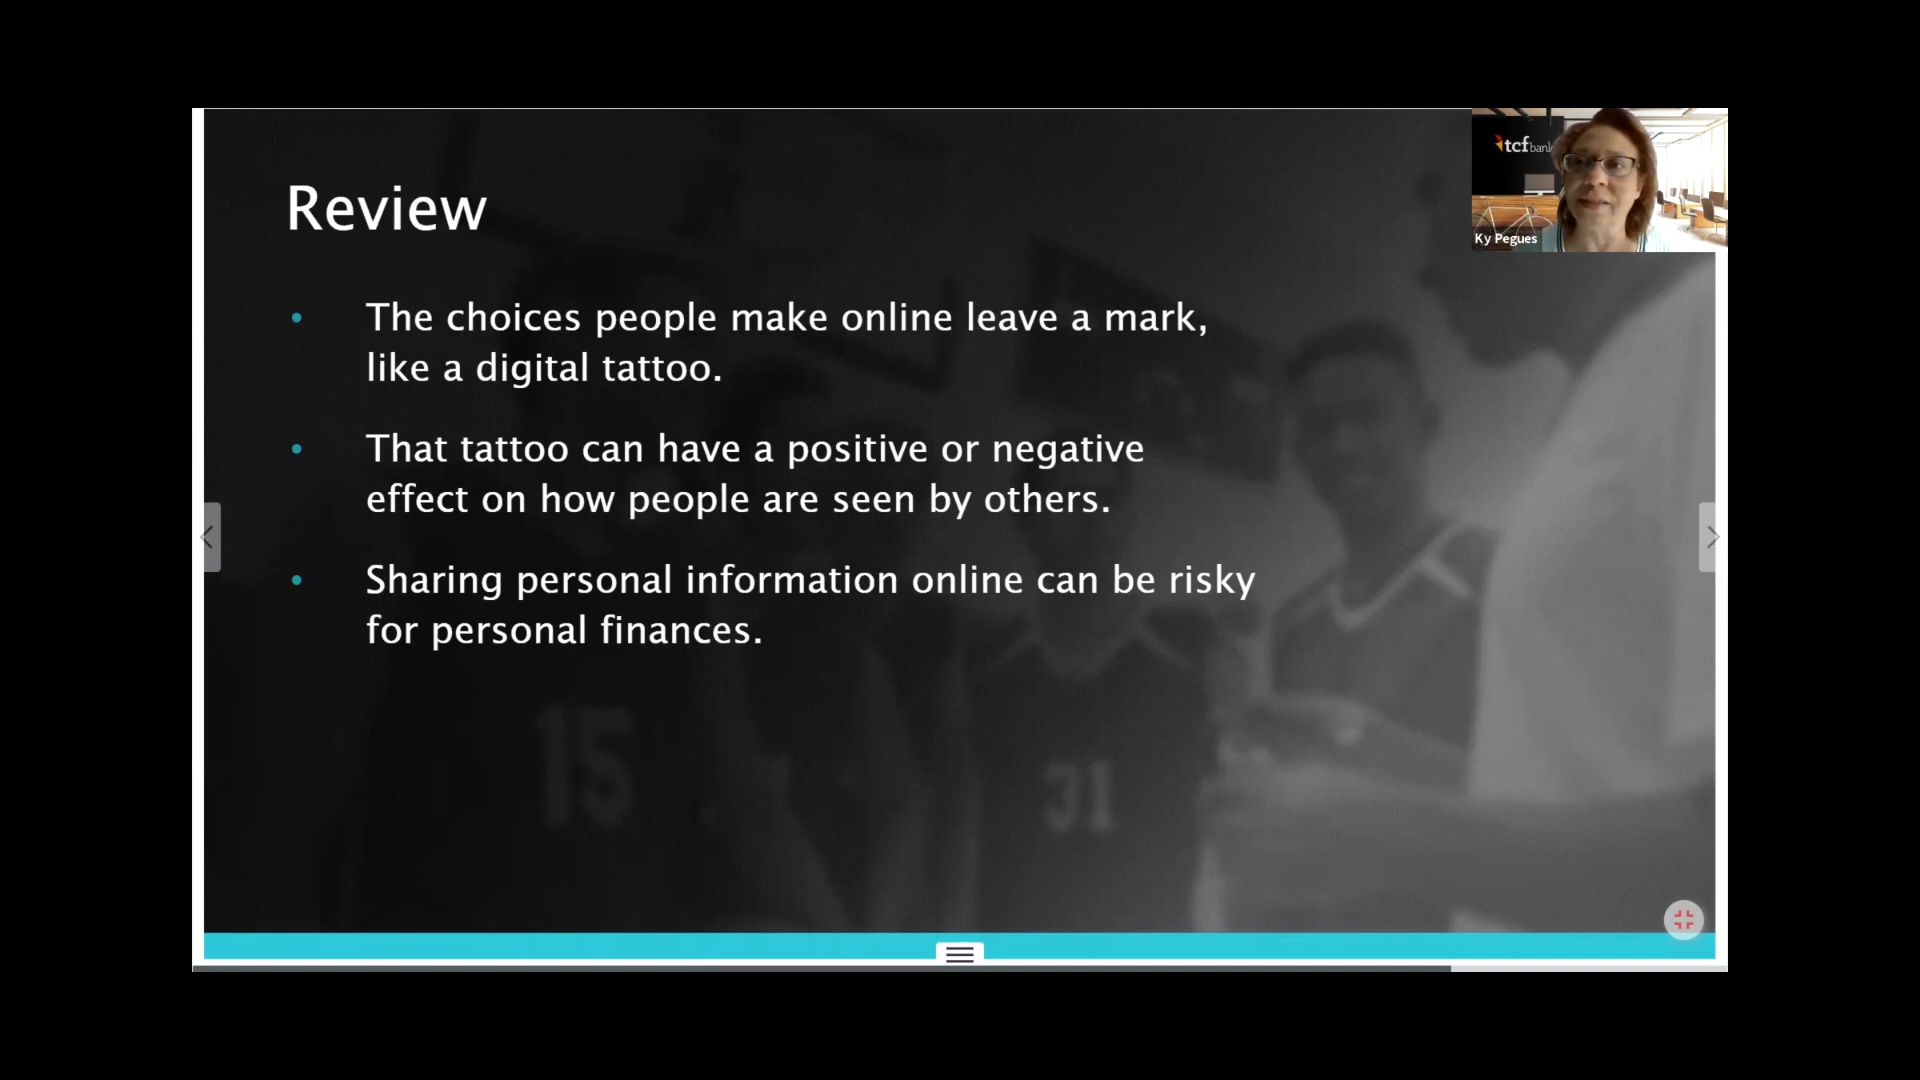 Review
tcf bank
Ky Pegues
• The choices people make online leave a mark,
like a digital tattoo.
• That tattoo can have a positive or negative
effect on how people are seen by others.
• Sharing personal information online can be risky
for personal finances.
15
31